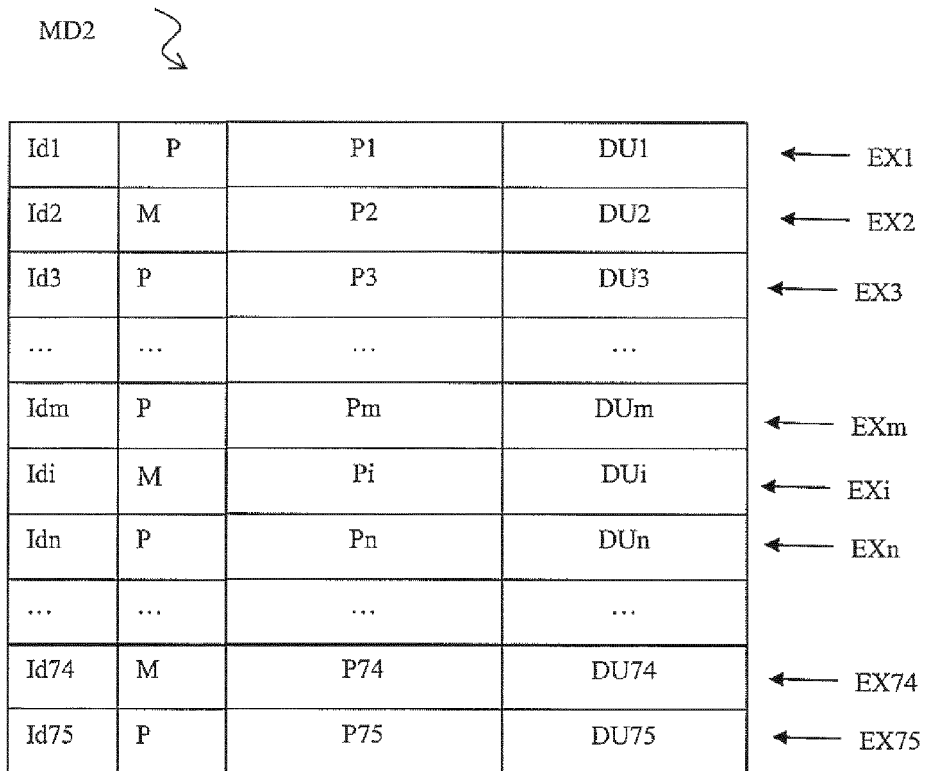 MD2
Id1 P P1 DU1 EX1
Id2 M P2 DU2 EX2
Id3 P P3 DU3 EX3
... ... ... ...
Idm P Pm DUm EXm
Idi M Pi DUi EXi
Idn P Pn DUn EXn
... ... ... ...
Id74 M P74 DU74 EX74
Id75 P P75 DU75 EX75